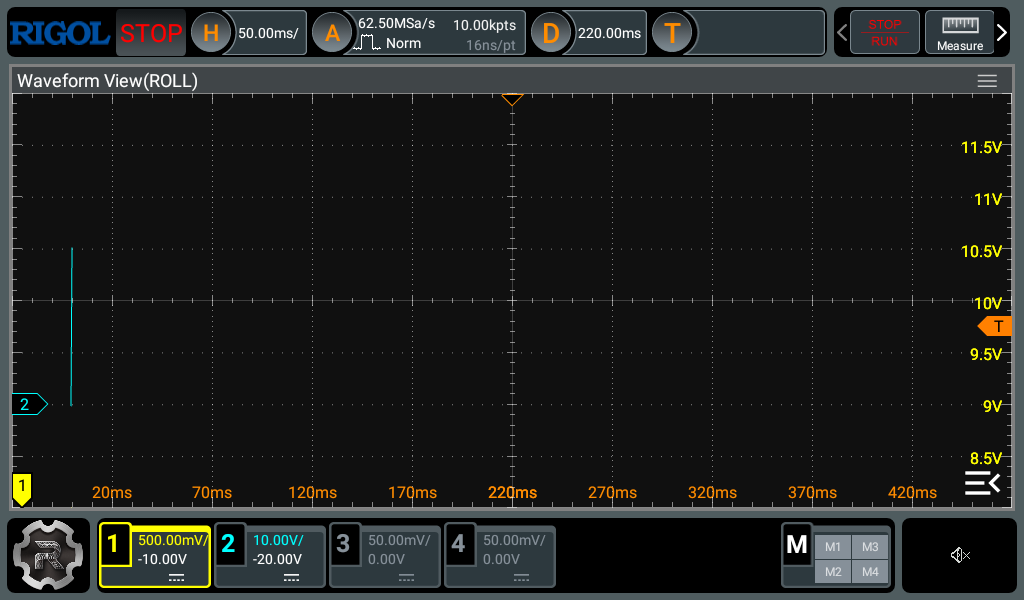 RIGOL STOP H 50.00ms/ A 62.50MSa/s 10.00kpts D 220.00ms T STOP
Norm 16ns/pt RUN Measure
Waveform View(ROLL)
11.5V
11V
10.5V
10V
T
9.5V
2 9V
8.5V
1
20ms 70ms 120ms 170ms 220ms 270ms 320ms 370ms 420ms
1 500.00mV/ 2 10.00V/ 3 50.00mV/ 4 50.00mV/ M M1 M3
-10.00V -20.00V 0.00V 0.00V M2 M4
R